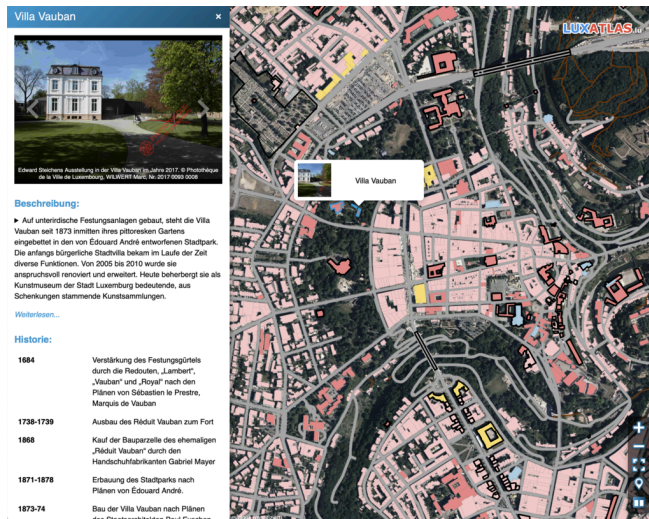 Villa Vauban ×
Edward Steichens Ausstellung in der Villa Vauban im Jahre 2017. © Photothèque
de la Ville de Luxembourg, WILWERT Marc, Nr. 2017 0093 0008
Beschreibung:
► Auf unterirdische Festungsanlagen gebaut, steht die Villa
Vauban seit 1873 inmitten ihres pittoresken Gartens
eingebettet in den von Édouard André entworfenen Stadtpark.
Die anfangs bürgerliche Stadtvilla bekam im Laufe der Zeit
diverse Funktionen. Von 2005 bis 2010 wurde sie
anspruchsvoll renoviert und erweitert. Heute beherbergt sie als
Kunstmuseum der Stadt Luxemburg bedeutende, aus
Schenkungen stammende Kunstsammlungen.
Weiterlesen...
Historie:
1684 Verstärkung des Festungsgürtels
durch die Redouten, „Lambert",
„Vauban" und „Royal" nach den
Plänen von Sébastien le Prestre,
Marquis de Vauban
1738-1739 Ausbau des Réduit Vauban zum Fort
1868 Kauf der Bauparzelle des ehemaligen
„Réduit Vauban" durch den
Handschuhfabrikanten Gabriel Mayer
1871-1878 Erbauung des Stadtparks nach
Plänen von Édouard André.
1873-74 Bau der Villa Vauban nach Plänen
LUXATLAS.lu
Villa Vauban